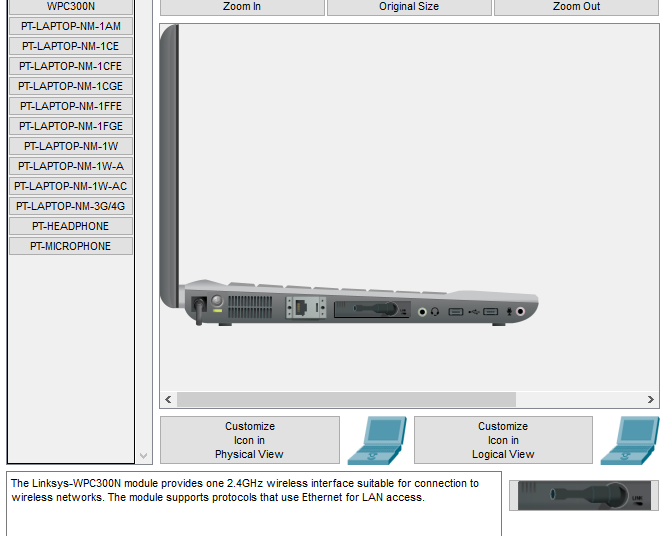 WPC300N
Zoom In
Original Size
Zoom Out
PT-LAPTOP-NM-1AM
PT-LAPTOP-NM-1CE
PT-LAPTOP-NM-1CFE
PT-LAPTOP-NM-1CGE
PT-LAPTOP-NM-1FFE
PT-LAPTOP-NM-1FGE
PT-LAPTOP-NM-1W
PT-LAPTOP-NM-1W-A
PT-LAPTOP-NM-1W-AC
PT-LAPTOP-NM-3G/4G
PT-HEADPHONE
PT-MICROPHONE
Customize
Icon in
Physical View
Customize
Icon in
Logical View
The Linksys-WPC300N module provides one 2.4GHz wireless interface suitable for connection to
wireless networks. The module supports protocols that use Ethernet for LAN access.
LINK